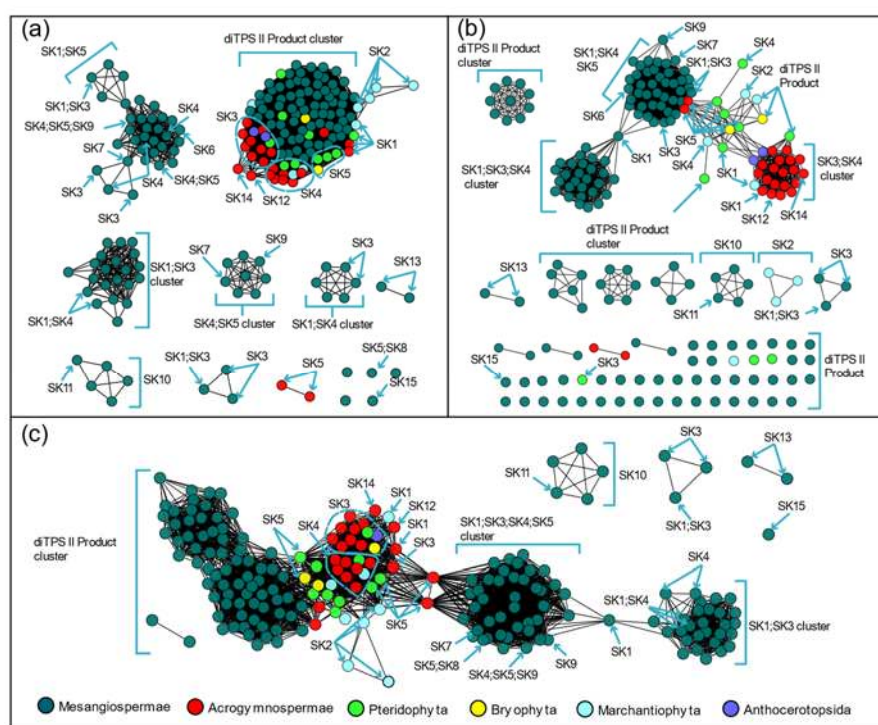 (a)
SK1;SK5
SK1;SK3
SK4;SK5;SK9
SK4
SK6
SK7
SK4
SK4;SK5
SK3
SK3
diTPS II Product cluster
SK2
SK3
SK1
SK5
SK4
SK14
SK12
SK1;SK3
cluster
SK1;SK4
SK7
SK9
SK4;SK5 cluster
SK3
SK1;SK4 cluster
SK13
SK11
SK10
SK1;SK3
SK3
SK5
SK5;SK8
SK15
(b)
diTPS II Product
cluster
SK1;SK4
SK5
SK9
SK7
SK1;SK3
SK4
SK2
diTPS II
Product
SK6
SK1
SK3
SK5
SK4
SK1;SK3;SK4
cluster
SK1
SK1
SK12
SK14
SK3;SK4
cluster
diTPS II Product
cluster
SK13
SK10
SK11
SK2
SK3
SK1;SK3
SK15
SK3
diTPS II
Product
(c)
diTPS II Product
cluster
SK5
SK4
SK3
SK14
SK1
SK12
SK1
SK3
SK2
SK5
SK1;SK3;SK4;SK5
cluster
SK7
SK5;SK8
SK4;SK5;SK9
SK9
SK1
SK11
SK10
SK3
SK1;SK3
SK13
SK15
SK4
SK1;SK4
SK1;SK3 cluster
Mesangiospermae
Acrogymnospermae
Pteridophyta
Bryophyta
Marchantiophyta
Anthocerotopsida